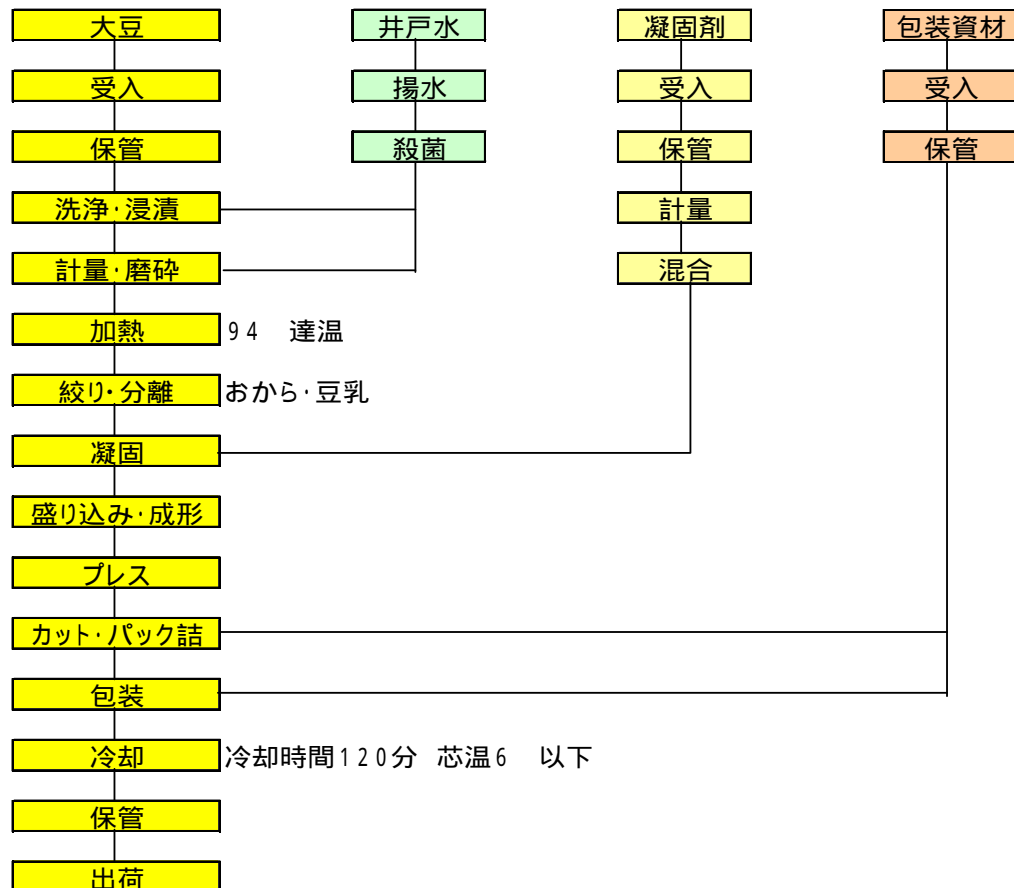 大豆 井戸水 凝固剤 包装資材
受入 揚水 受入 受入
保管 殺菌 保管 保管
洗浄･浸漬 計量
計量･磨砕 混合
加熱 94 達温
絞り･分離 おから･豆乳
凝固
盛り込み･成形
プレス
カット･パック詰
包装
冷却 冷却時間120分 芯温6 以下
保管
出荷